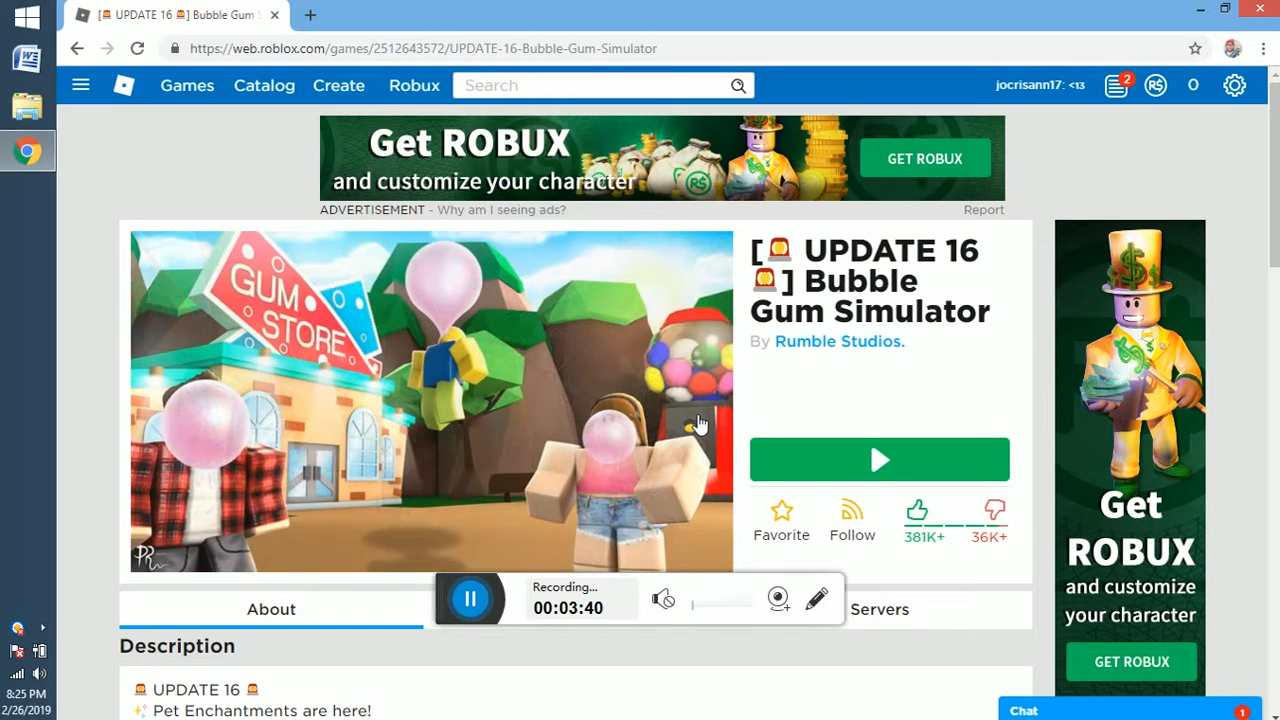 [🚨 UPDATE 16 🚨] Bubble Gum S
https://web.roblox.com/games/2512643572/UPDATE-16-Bubble-Gum-Simulator
Games Catalog Create Robux Search jocrisann17: <13 2 R$ 0
Get ROBUX
and customize your character
GET ROBUX
ADVERTISEMENT - Why am I seeing ads? Report
GUM
STORE
[🚨 UPDATE 16
🚨] Bubble
Gum Simulator
By Rumble Studios.
Favorite Follow 381K+ 36K+
Get
ROBUX
and customize
your character
GET ROBUX
Recording...
00:03:40
About Servers
Description
🚨 UPDATE 16 🚨
✨ Pet Enchantments are here!
Chat 1
8:25 PM
2/26/2019